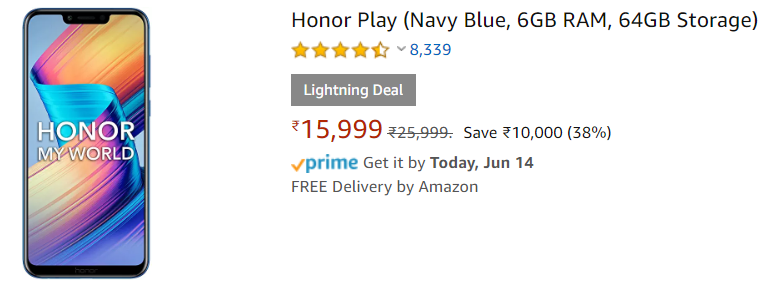 HONOR
MY WORLD
honor
Honor Play (Navy Blue, 6GB RAM, 64GB Storage)
8,339
Lightning Deal
₹15,999 ₹25,999. Save ₹10,000 (38%)
prime Get it by Today, Jun 14
FREE Delivery by Amazon